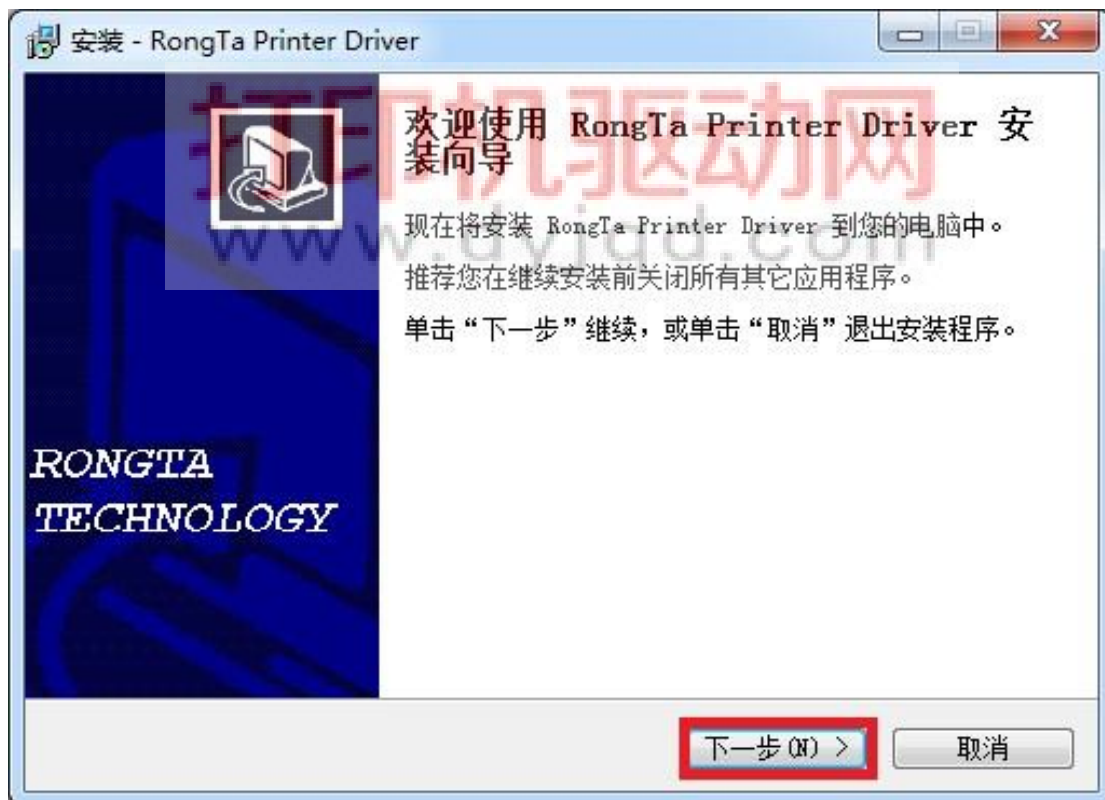 安装 - RongTa Printer Driver
打印机驱动网
www.dyjqd.com
欢迎使用 RongTa Printer Driver 安
装向导
现在将安装 RongTa Printer Driver 到您的电脑中。
推荐您在继续安装前关闭所有其它应用程序。
单击“下一步”继续，或单击“取消”退出安装程序。
RONGTA
TECHNOLOGY
下一步(N) >
取消